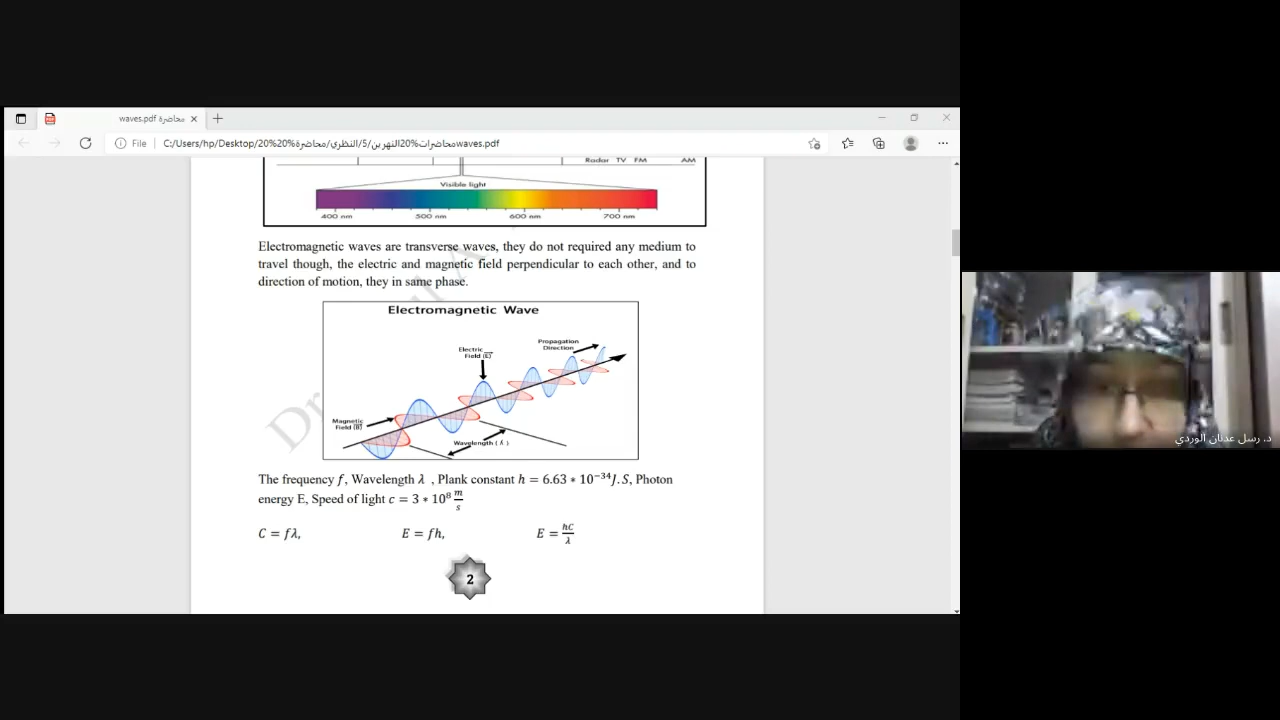 waves.pdf محاضرة
File
C:/Users/hp/Desktop/20%20%محاضرات%20النهرين/5/النظري/محاضرةwaves.pdf
Radar TV FM AM
Visible light
400 nm 500 nm 600 nm 700 nm
Electromagnetic waves are transverse waves, they do not required any medium to
travel though, the electric and magnetic field perpendicular to each other, and to
direction of motion, they in same phase.
Electromagnetic Wave
Propagation
Direction
Electric
Field (E)
Magnetic
Field (B)
Wavelength ( λ )
The frequency f, Wavelength λ , Plank constant h = 6.63 * 10⁻³⁴J.S, Photon
energy E, Speed of light c = 3 * 10⁸ m/s
C = fλ, E = fh, E = hC/λ
2
د. رسل عدنان الوردي